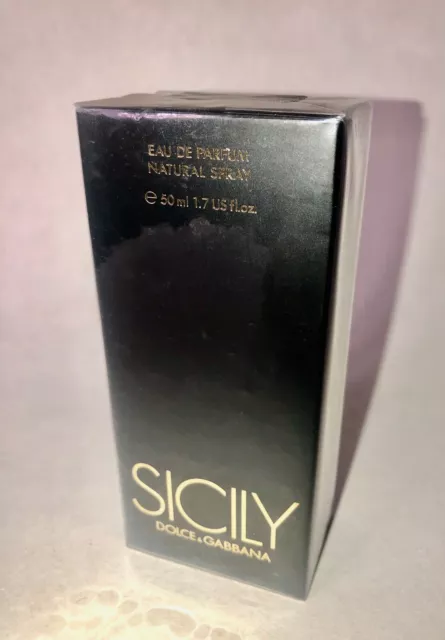 EAU DE PARFUM
NATURAL SPRAY
℮ 50 ml 1.7 US fl.oz.
SICILY
DOLCE & GABBANA